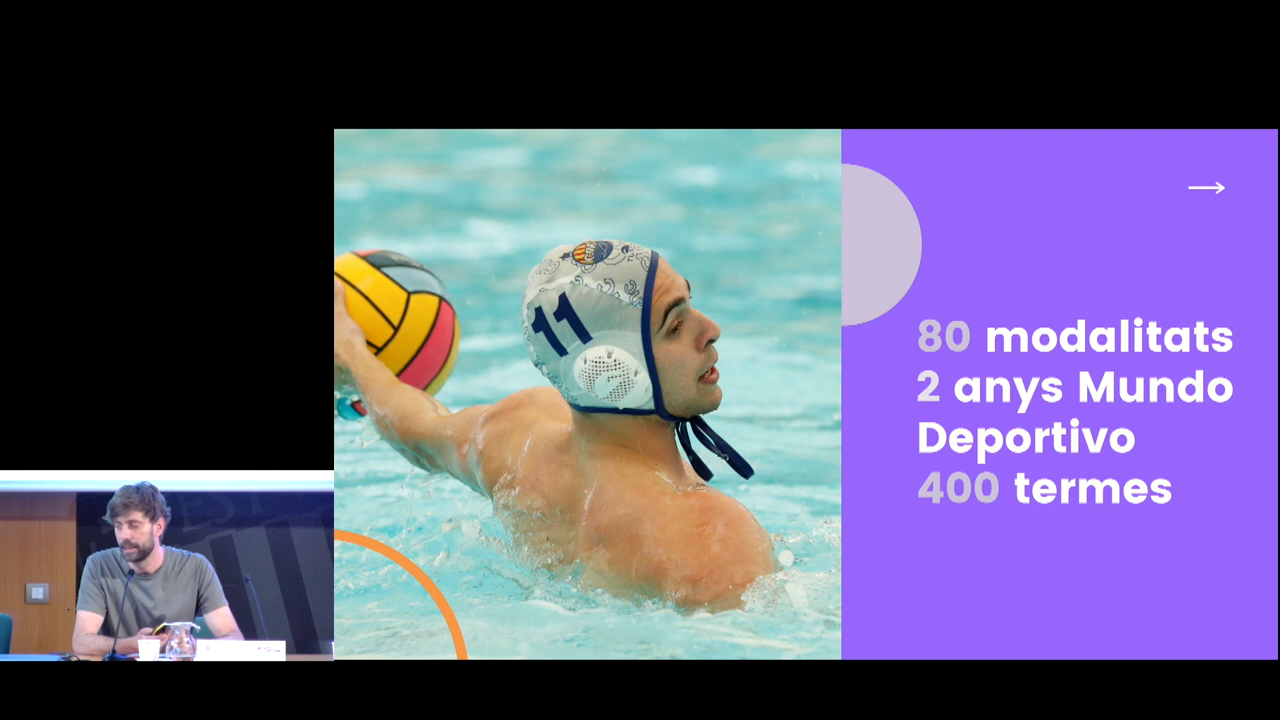 11
80 modalitats
2 anys Mundo
Deportivo
400 termes